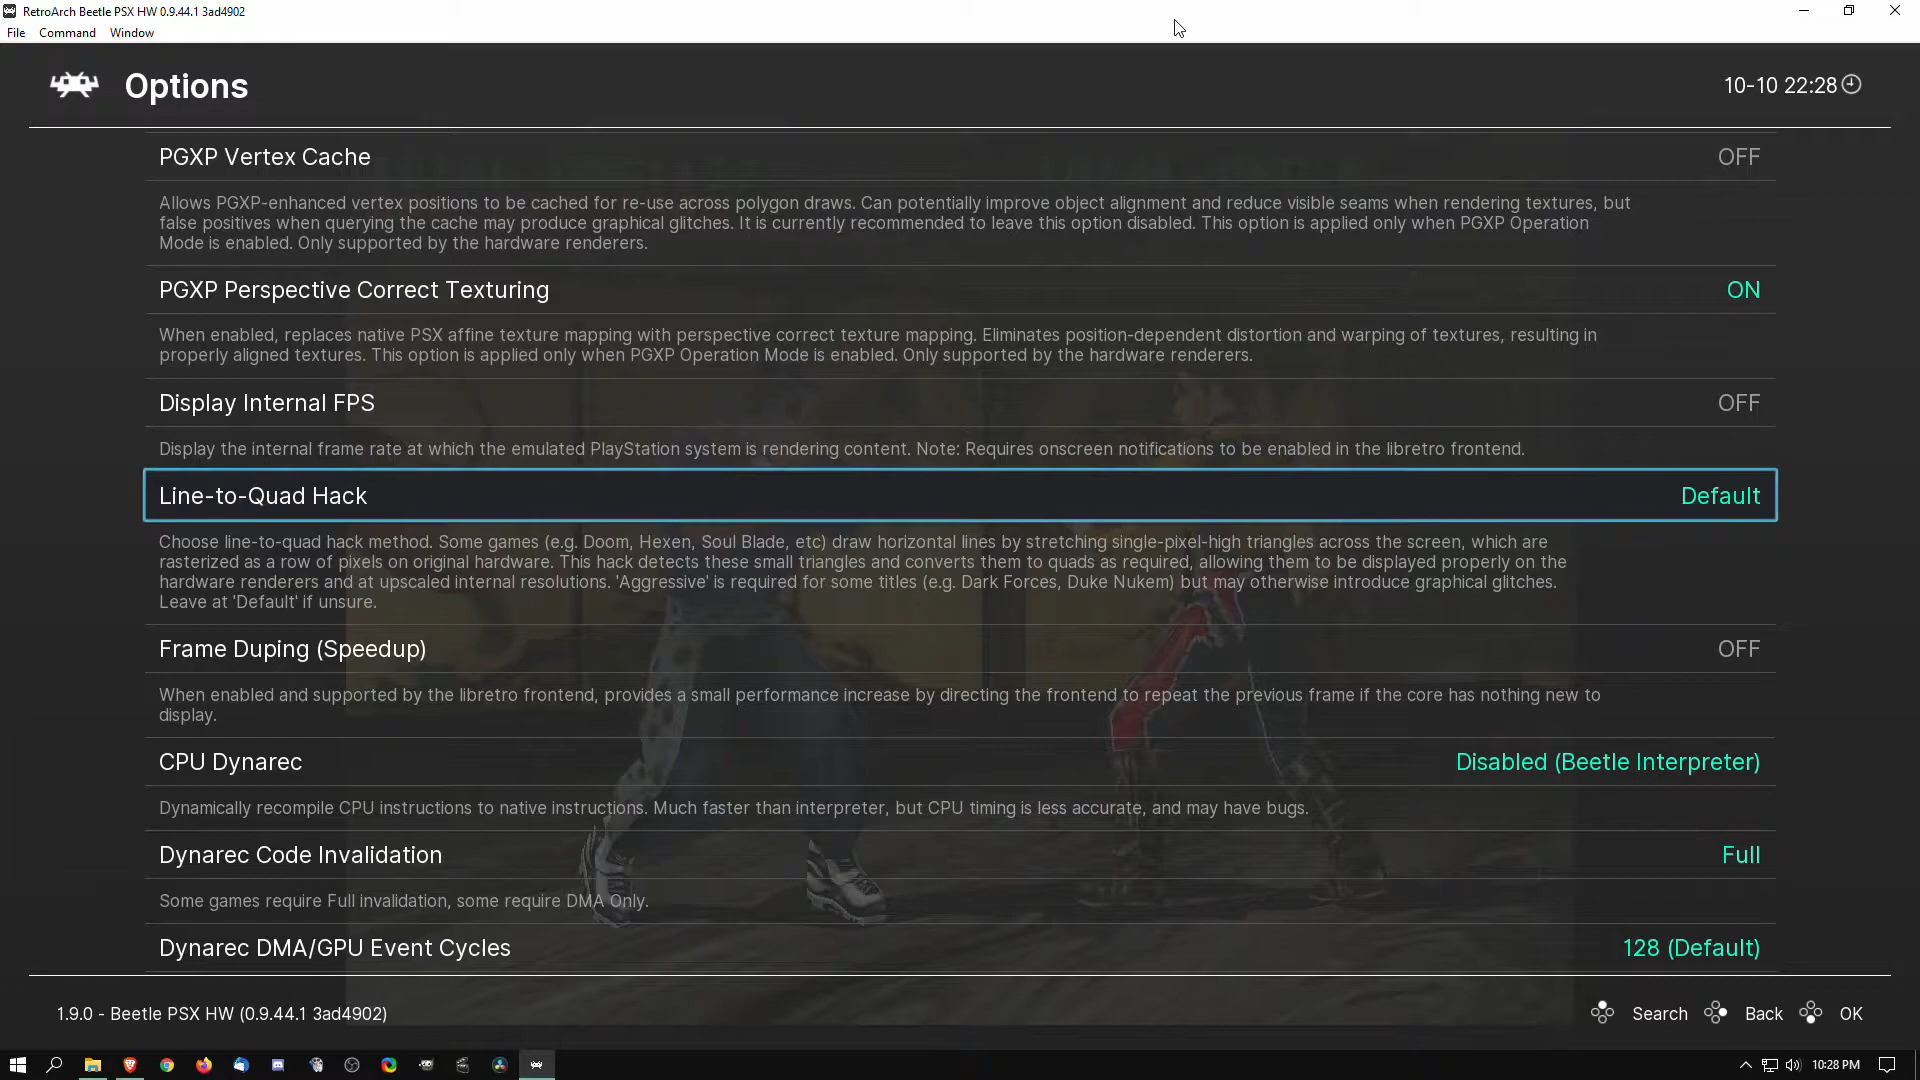 RetroArch Beetle PSX HW 0.9.44.1 3ad4902
File Command Window
Options
10-10 22:28
PGXP Vertex Cache OFF
Allows PGXP-enhanced vertex positions to be cached for re-use across polygon draws. Can potentially improve object alignment and reduce visible seams when rendering textures, but
false positives when querying the cache may produce graphical glitches. It is currently recommended to leave this option disabled. This option is applied only when PGXP Operation
Mode is enabled. Only supported by the hardware renderers.
PGXP Perspective Correct Texturing ON
When enabled, replaces native PSX affine texture mapping with perspective correct texture mapping. Eliminates position-dependent distortion and warping of textures, resulting in
properly aligned textures. This option is applied only when PGXP Operation Mode is enabled. Only supported by the hardware renderers.
Display Internal FPS OFF
Display the internal frame rate at which the emulated PlayStation system is rendering content. Note: Requires onscreen notifications to be enabled in the libretro frontend.
Line-to-Quad Hack Default
Choose line-to-quad hack method. Some games (e.g. Doom, Hexen, Soul Blade, etc) draw horizontal lines by stretching single-pixel-high triangles across the screen, which are
rasterized as a row of pixels on original hardware. This hack detects these small triangles and converts them to quads as required, allowing them to be displayed properly on the
hardware renderers and at upscaled internal resolutions. 'Aggressive' is required for some titles (e.g. Dark Forces, Duke Nukem) but may otherwise introduce graphical glitches.
Leave at 'Default' if unsure.
Frame Duping (Speedup) OFF
When enabled and supported by the libretro frontend, provides a small performance increase by directing the frontend to repeat the previous frame if the core has nothing new to
display.
CPU Dynarec Disabled (Beetle Interpreter)
Dynamically recompile CPU instructions to native instructions. Much faster than interpreter, but CPU timing is less accurate, and may have bugs.
Dynarec Code Invalidation Full
Some games require Full invalidation, some require DMA Only.
Dynarec DMA/GPU Event Cycles 128 (Default)
1.9.0 - Beetle PSX HW (0.9.44.1 3ad4902)
Search Back OK
10:28 PM